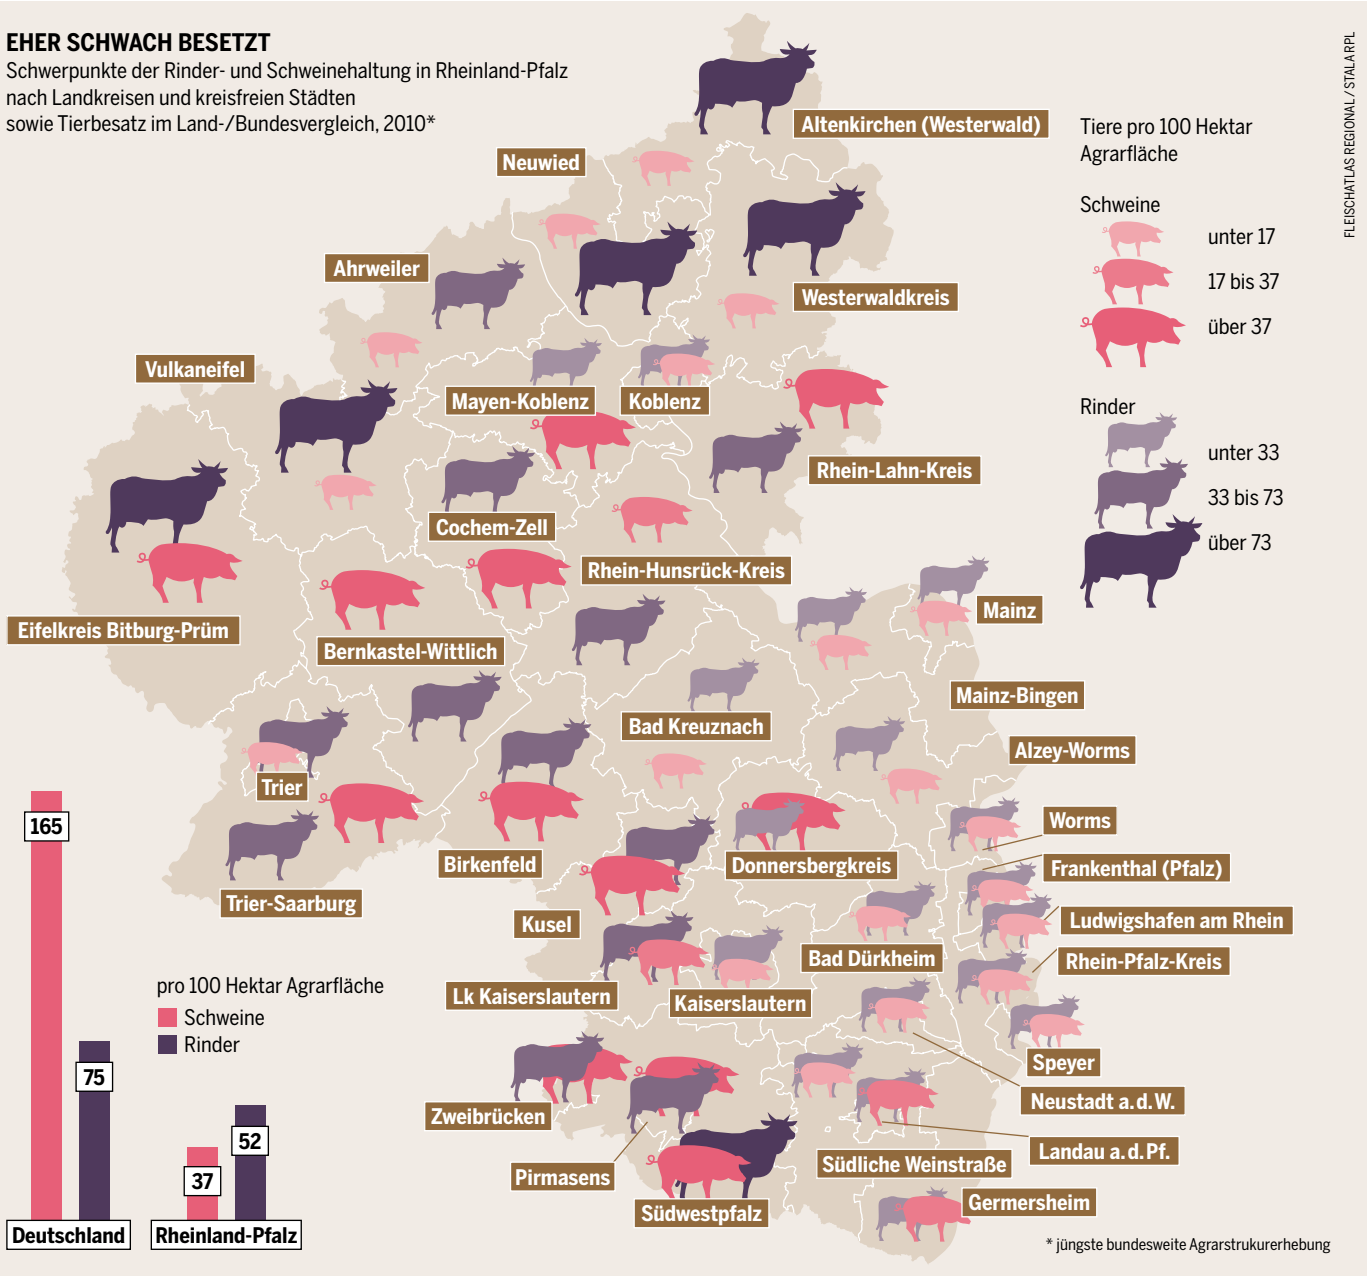 EHER SCHWACH BESETZT
Schwerpunkte der Rinder- und Schweinehaltung in Rheinland-Pfalz
nach Landkreisen und kreisfreien Städten
sowie Tierbesatz im Land-/Bundesvergleich, 2010*
FLEISCHATLAS REGIONAL / STALA RPL
Tiere pro 100 Hektar
Agrarfläche
Schweine
unter 17
17 bis 37
über 37
Rinder
unter 33
33 bis 73
über 73
Altenkirchen (Westerwald)
Neuwied
Ahrweiler
Westerwaldkreis
Vulkaneifel
Mayen-Koblenz
Koblenz
Rhein-Lahn-Kreis
Cochem-Zell
Rhein-Hunsrück-Kreis
Mainz
Eifelkreis Bitburg-Prüm
Bernkastel-Wittlich
Mainz-Bingen
Bad Kreuznach
Alzey-Worms
Trier
Worms
Birkenfeld
Donnersbergkreis
Frankenthal (Pfalz)
Trier-Saarburg
Kusel
Ludwigshafen am Rhein
Bad Dürkheim
Rhein-Pfalz-Kreis
Lk Kaiserslautern
Kaiserslautern
Speyer
Neustadt a.d.W.
Zweibrücken
Landau a.d.Pf.
Pirmasens
Südliche Weinstraße
Südwestpfalz
Germersheim
pro 100 Hektar Agrarfläche
Schweine
Rinder
165
75
37
52
Deutschland
Rheinland-Pfalz
* jüngste bundesweite Agrarstrukurerhebung